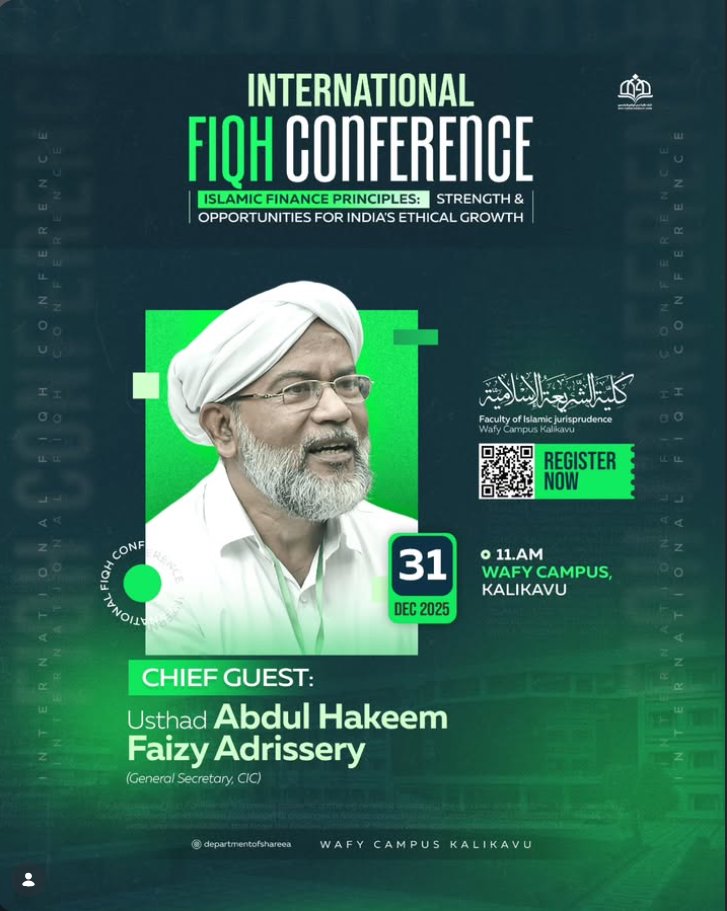 INTERNATIONAL
FIQH CONFERENCE
ISLAMIC FINANCE PRINCIPLES: STRENGTH &
OPPORTUNITIES FOR INDIA'S ETHICAL GROWTH
كلية الشريعة الإسلامية
Faculty of Islamic jurisprudence
Wafy Campus Kalikavu
REGISTER
NOW
31
DEC 2025
11.AM
WAFY CAMPUS,
KALIKAVU
INTERNATIONAL FIQH CONFERENCE
CHIEF GUEST:
Usthad Abdul Hakeem
Faizy Adrissery
(General Secretary, CIC)
@departmentofshareea WAFY CAMPUS KALIKAVU
INTERNATIONAL FIQH CONFERENCE
INTERNATIONAL FIQH CONFERENCE